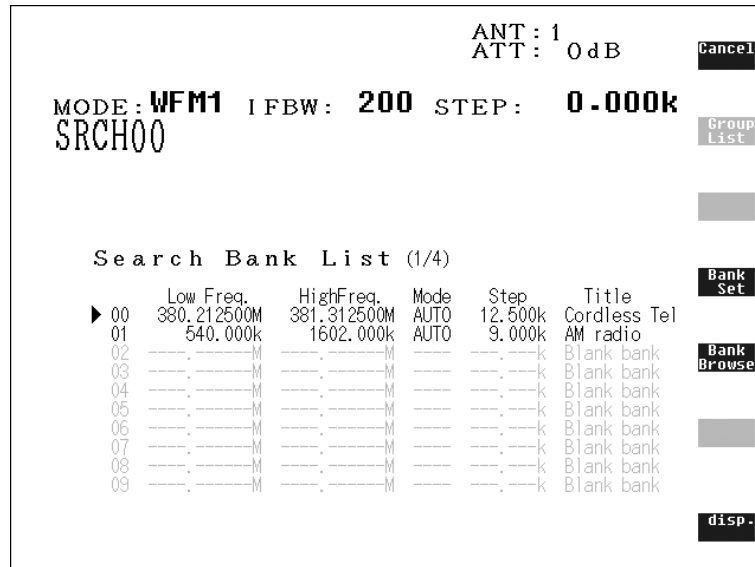 ANT:1
ATT: 0dB
Cancel
MODE:WFM1 IFBW: 200 STEP: 0.000k
SRCH00
Group
List
Search Bank List (1/4)
Bank
Set
Low Freq. HighFreq. Mode Step Title
00 380.212500M 381.312500M AUTO 12.500k Cordless Tel
01 540.000k 1602.000k AUTO 9.000k AM radio
02 ----.------M ----.------M ---- ---.---k Blank bank
03 ----.------M ----.------M ---- ---.---k Blank bank
04 ----.------M ----.------M ---- ---.---k Blank bank
05 ----.------M ----.------M ---- ---.---k Blank bank
06 ----.------M ----.------M ---- ---.---k Blank bank
07 ----.------M ----.------M ---- ---.---k Blank bank
08 ----.------M ----.------M ---- ---.---k Blank bank
09 ----.------M ----.------M ---- ---.---k Blank bank
Bank
Browse
disp.